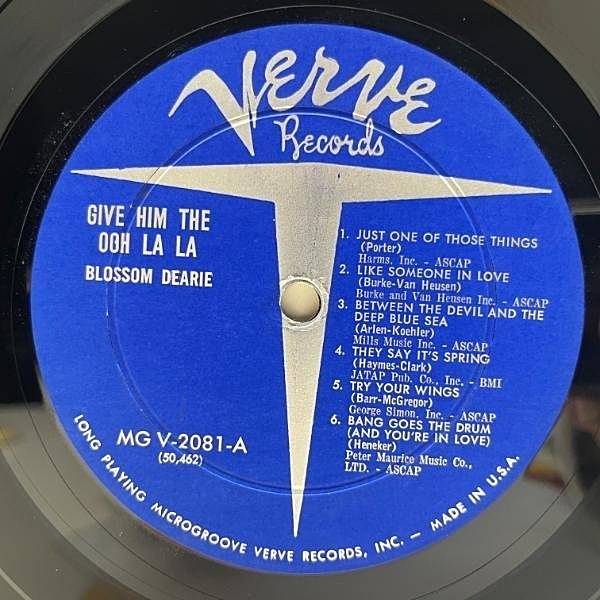 Verve
Records
GIVE HIM THE
OOH LA LA
BLOSSOM DEARIE
1. JUST ONE OF THOSE THINGS
(Porter)
Harms, Inc. - ASCAP
2. LIKE SOMEONE IN LOVE
(Burke-Van Heusen)
Burke and Van Heusen Inc. - ASCAP
3. BETWEEN THE DEVIL AND THE
DEEP BLUE SEA
(Arlen-Koehler)
Mills Music Inc. - ASCAP
4. THEY SAY IT'S SPRING
(Haymes-Clark)
JATAP Pub. Co., Inc. - BMI
5. TRY YOUR WINGS
(Barr-McGregor)
George Simon, Inc. - ASCAP
6. BANG GOES THE DRUM
(AND YOU'RE IN LOVE)
(Heneker)
Peter Maurice Music Co.,
LTD. - ASCAP
MG V-2081-A
(50,462)
LONG PLAYING MICROGROOVE VERVE RECORDS, INC. — MADE IN U.S.A.